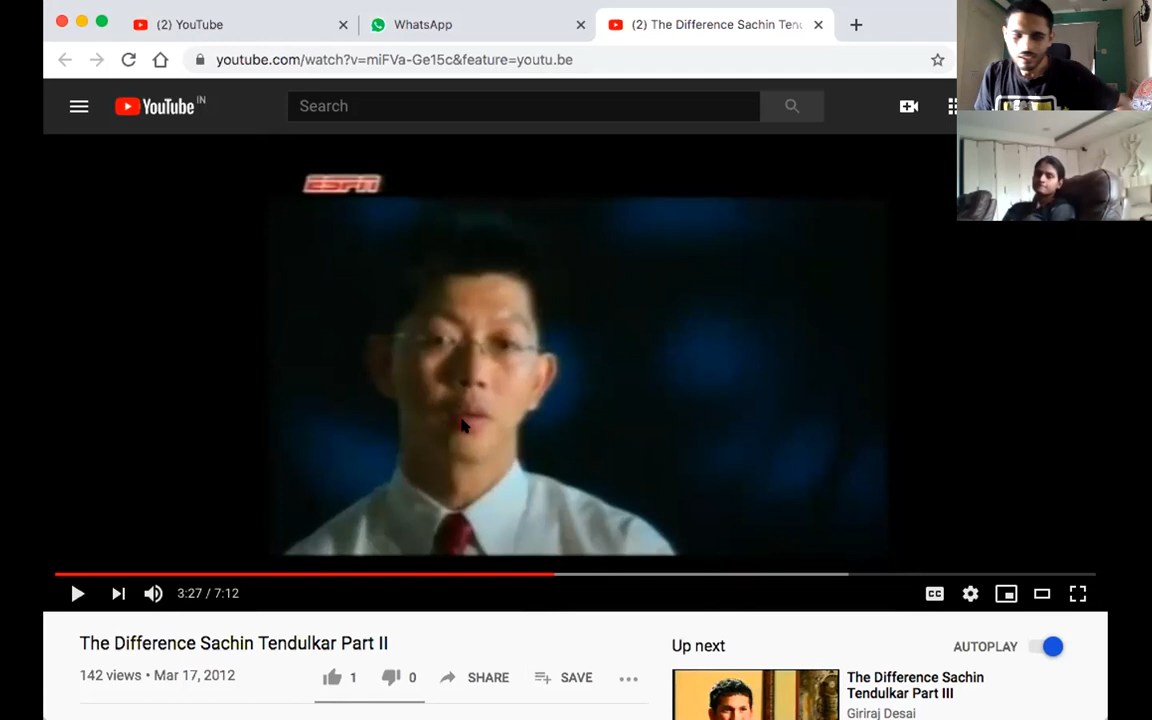 (2) YouTube
WhatsApp
(2) The Difference Sachin Tend
youtube.com/watch?v=miFVa-Ge15c&feature=youtu.be
YouTube IN
Search
ESPN
3:27 / 7:12
CC
The Difference Sachin Tendulkar Part II
142 views • Mar 17, 2012
1
0
SHARE
SAVE
Up next
AUTOPLAY
The Difference Sachin
Tendulkar Part III
Giriraj Desai